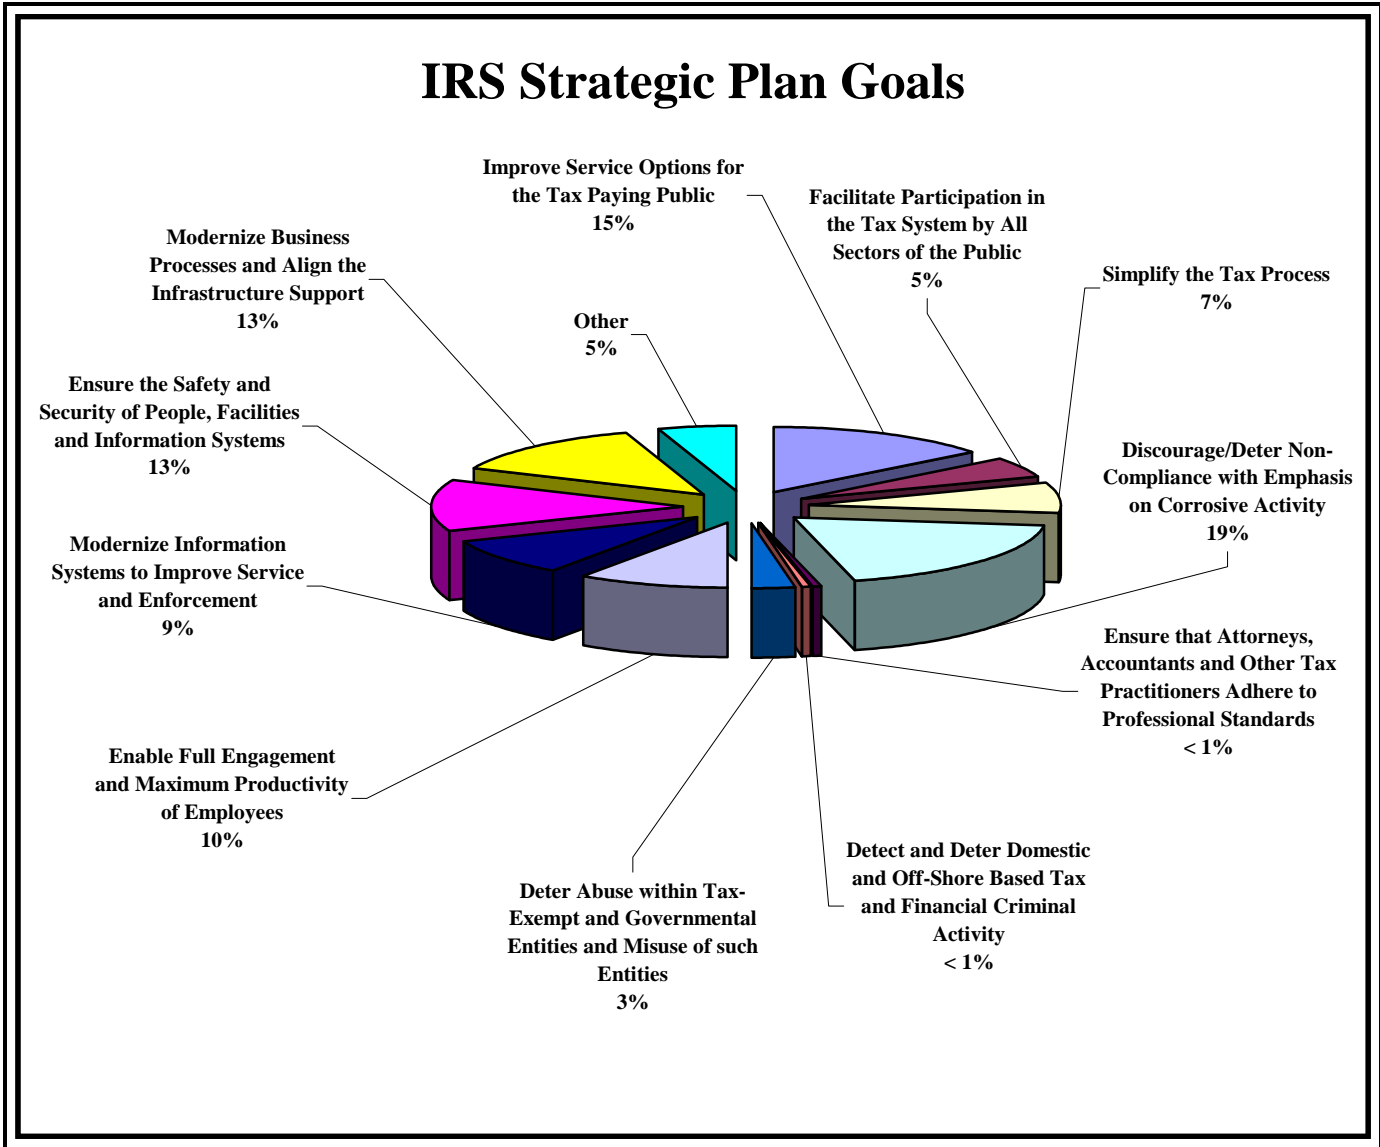 IRS Strategic Plan Goals
Improve Service Options for
the Tax Paying Public
15%
Facilitate Participation in
the Tax System by All
Sectors of the Public
5%
Simplify the Tax Process
7%
Discourage/Deter Non-
Compliance with Emphasis
on Corrosive Activity
19%
Ensure that Attorneys,
Accountants and Other Tax
Practitioners Adhere to
Professional Standards
< 1%
Detect and Deter Domestic
and Off-Shore Based Tax
and Financial Criminal
Activity
< 1%
Deter Abuse within Tax-
Exempt and Governmental
Entities and Misuse of such
Entities
3%
Enable Full Engagement
and Maximum Productivity
of Employees
10%
Modernize Information
Systems to Improve Service
and Enforcement
9%
Ensure the Safety and
Security of People, Facilities
and Information Systems
13%
Modernize Business
Processes and Align the
Infrastructure Support
13%
Other
5%